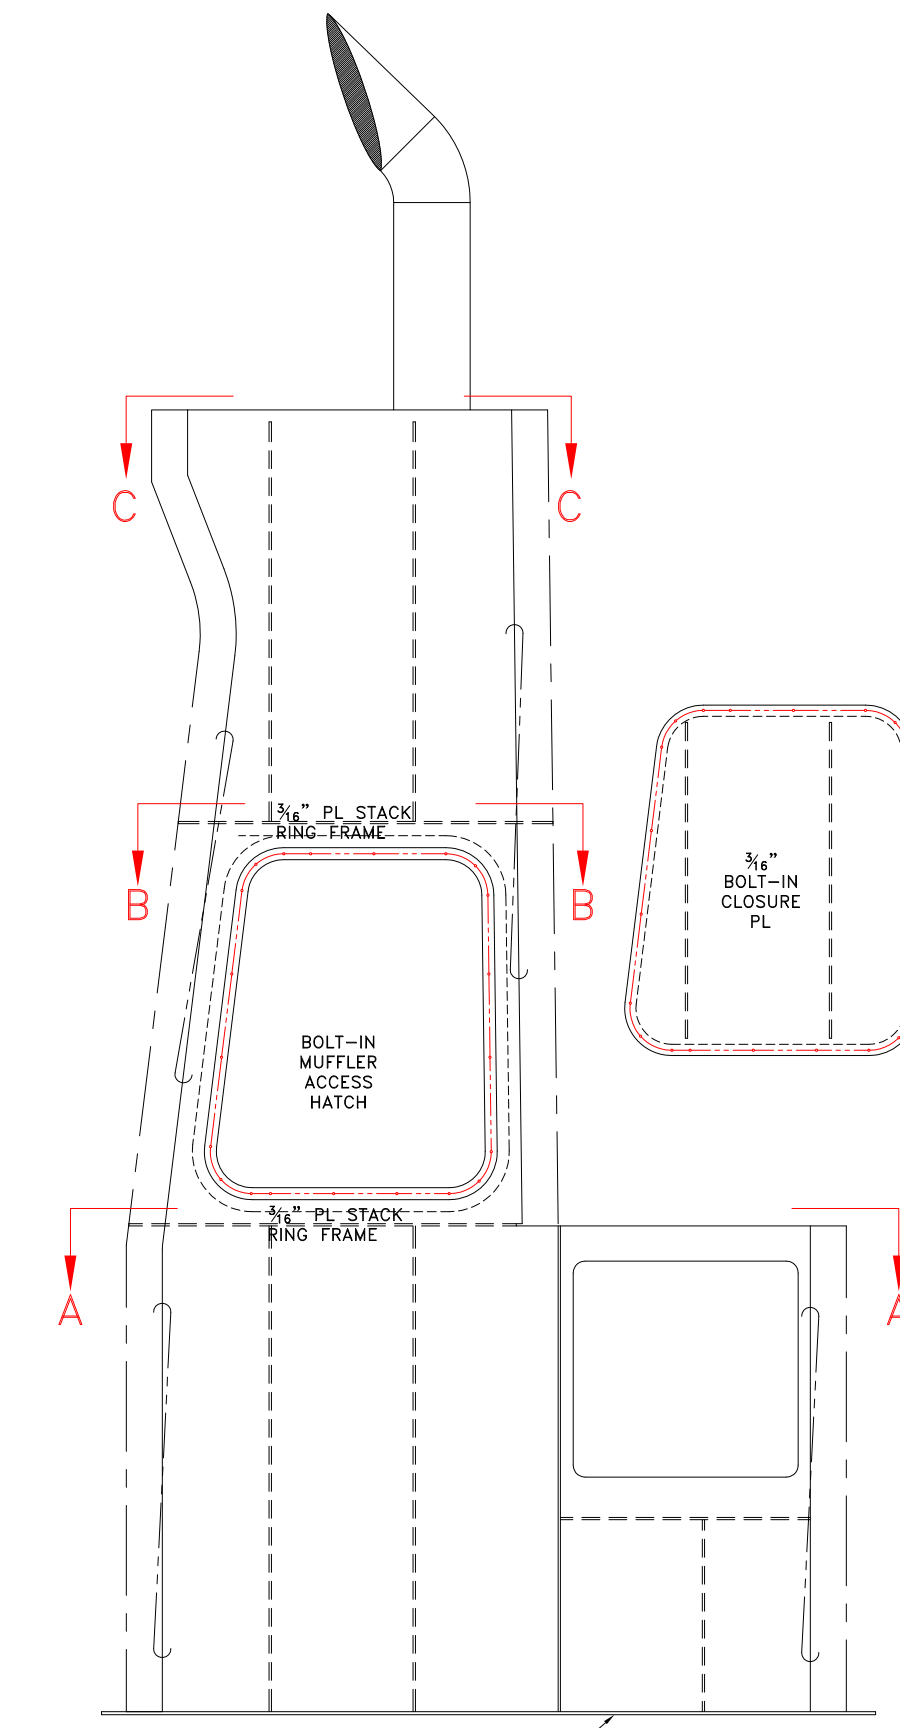 C
C
3/16" PL STACK
RING FRAME
B
B
3/16"
BOLT-IN
CLOSURE
PL
BOLT-IN
MUFFLER
ACCESS
HATCH
3/16" PL STACK
RING FRAME
A
A